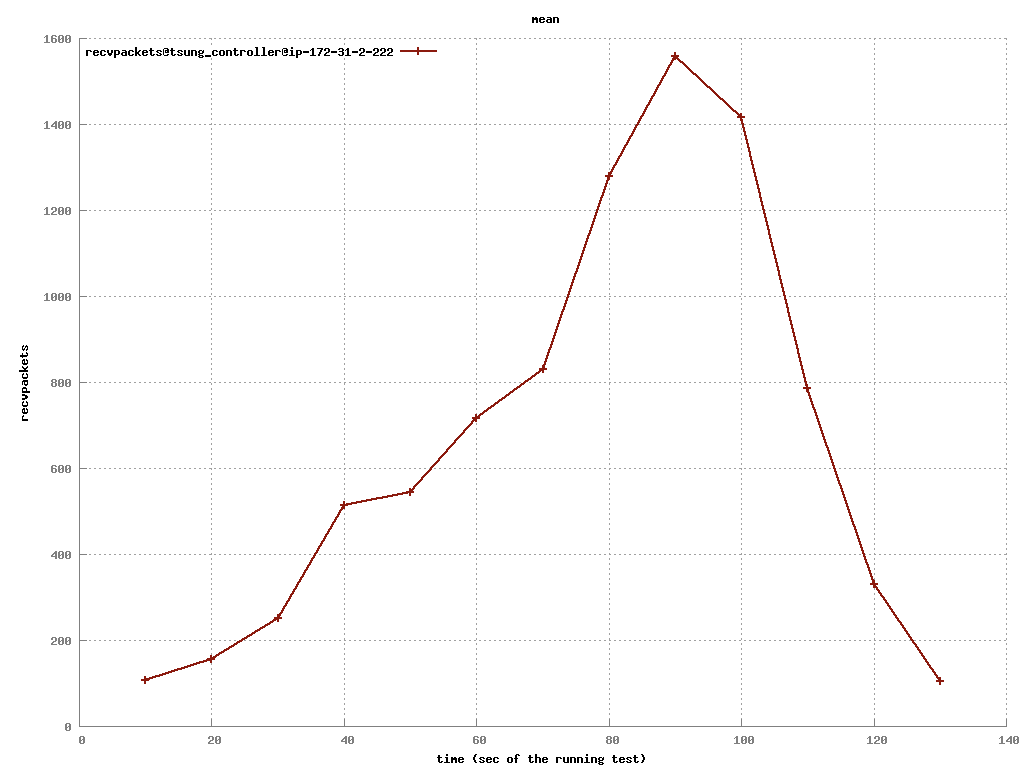 mean
recvpackets@tsung_controller@ip-172-31-2-222
1600
1400
1200
1000
800
600
400
200
0
recvpackets
0 20 40 60 80 100 120 140
time (sec of the running test)